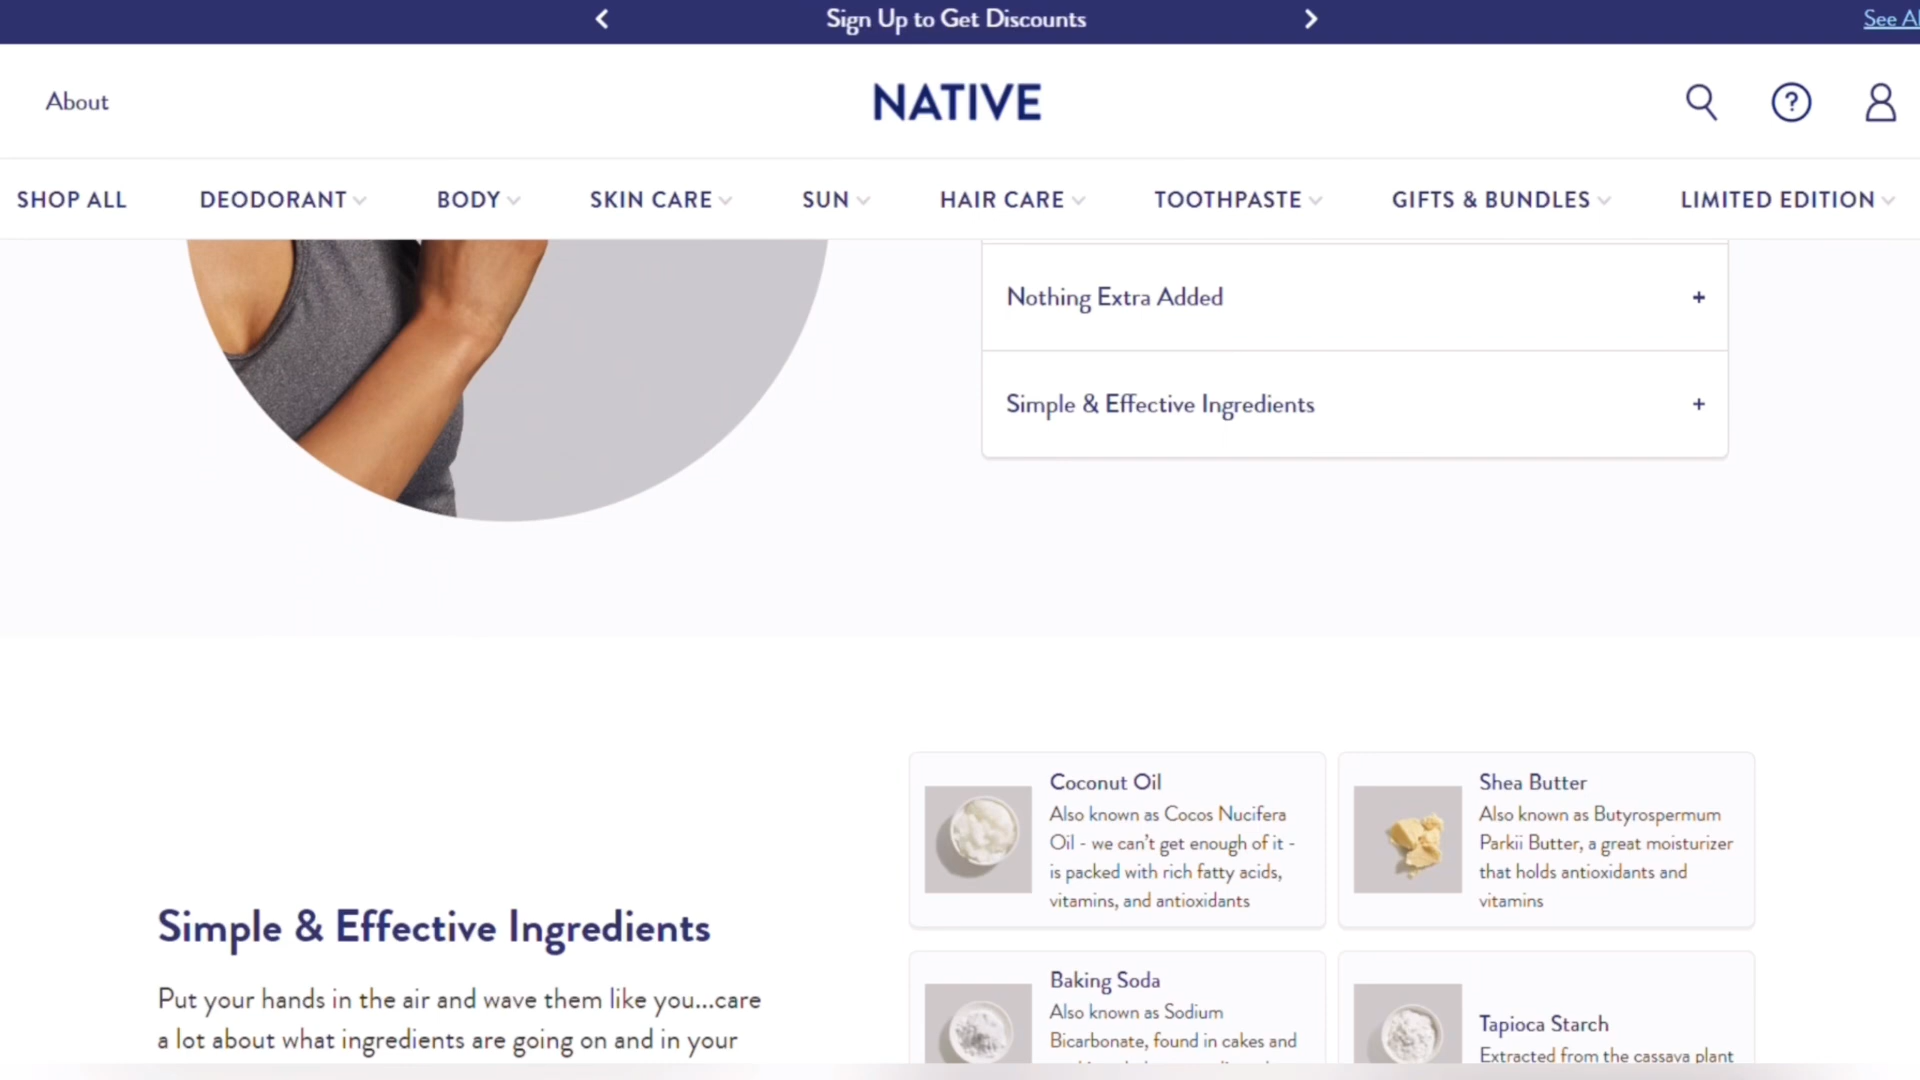 Sign Up to Get Discounts
See Al
About
NATIVE
SHOP ALL
DEODORANT
BODY
SKIN CARE
SUN
HAIR CARE
TOOTHPASTE
GIFTS & BUNDLES
LIMITED EDITION
Nothing Extra Added
+
Simple & Effective Ingredients
+
Simple & Effective Ingredients
Put your hands in the air and wave them like you...care
a lot about what ingredients are going on and in your
Coconut Oil
Also known as Cocos Nucifera
Oil - we can't get enough of it -
is packed with rich fatty acids,
vitamins, and antioxidants
Shea Butter
Also known as Butyrospermum
Parkii Butter, a great moisturizer
that holds antioxidants and
vitamins
Baking Soda
Also known as Sodium
Bicarbonate, found in cakes and
Tapioca Starch
Extracted from the cassava plant